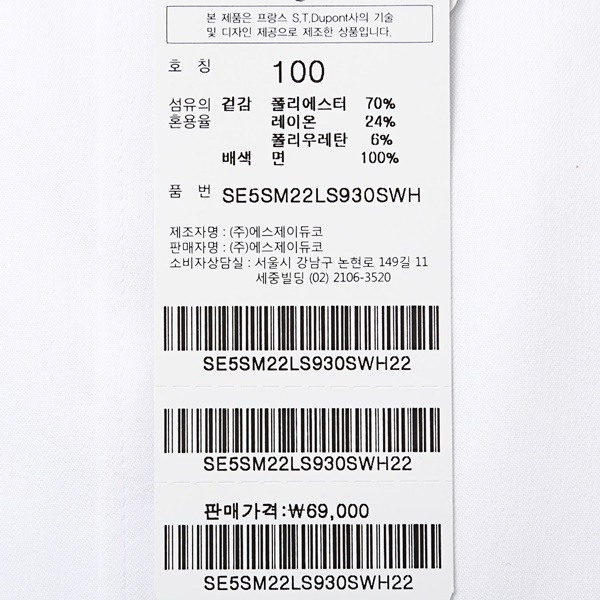 본 제품은 프랑스 S.T.Dupont사의 기술
및 디자인 제공으로 제조한 상품입니다.
호 칭 100
섬유의 겉감 폴리에스터 70%
혼용율 레이온 24%
폴리우레탄 6%
배색 면 100%
품 번 SE5SM22LS930SWH
제조자명 : (주)에스제이듀코
판매자명 : (주)에스제이듀코
소비자상담실 : 서울시 강남구 논현로 149길 11
세중빌딩 (02) 2106-3520
SE5SM22LS930SWH22
SE5SM22LS930SWH22
판매가격:₩69,000
SE5SM22LS930SWH22